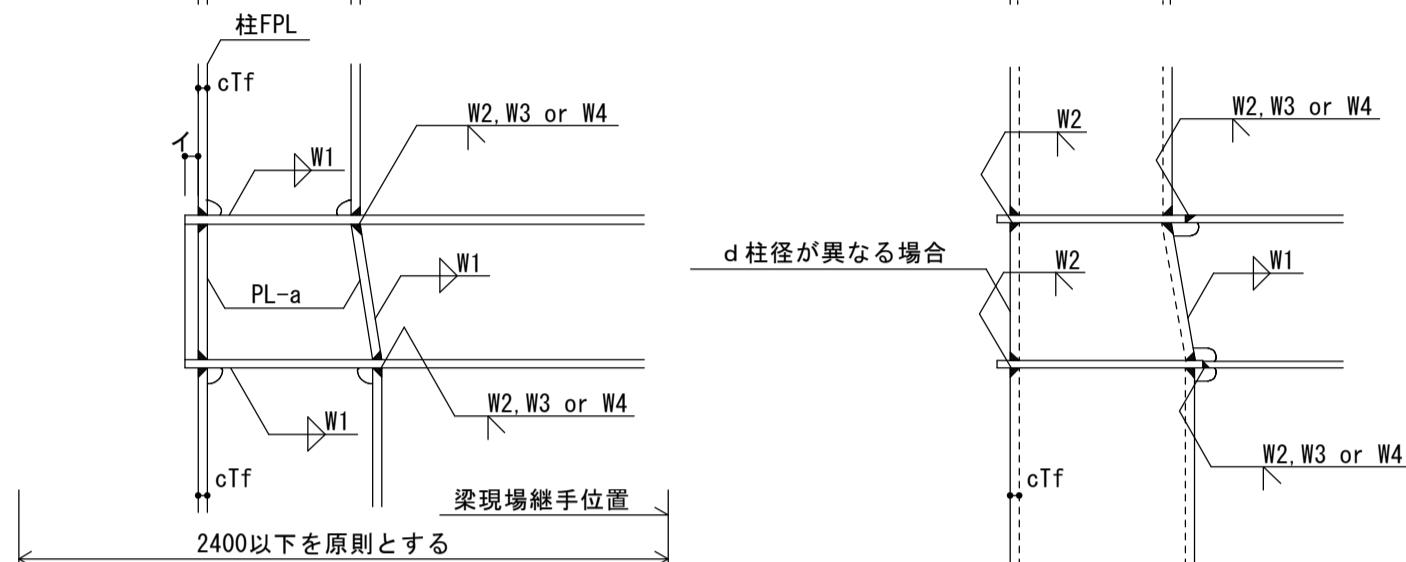 柱FPL
cTf
イ
W1
W2,W3 or W4
W1
PL-a
W1
W2,W3 or W4
cTf
梁現場継手位置
2400以下を原則とする
W2
W2,W3 or W4
d柱径が異なる場合
W2
W1
W2,W3 or W4
cTf